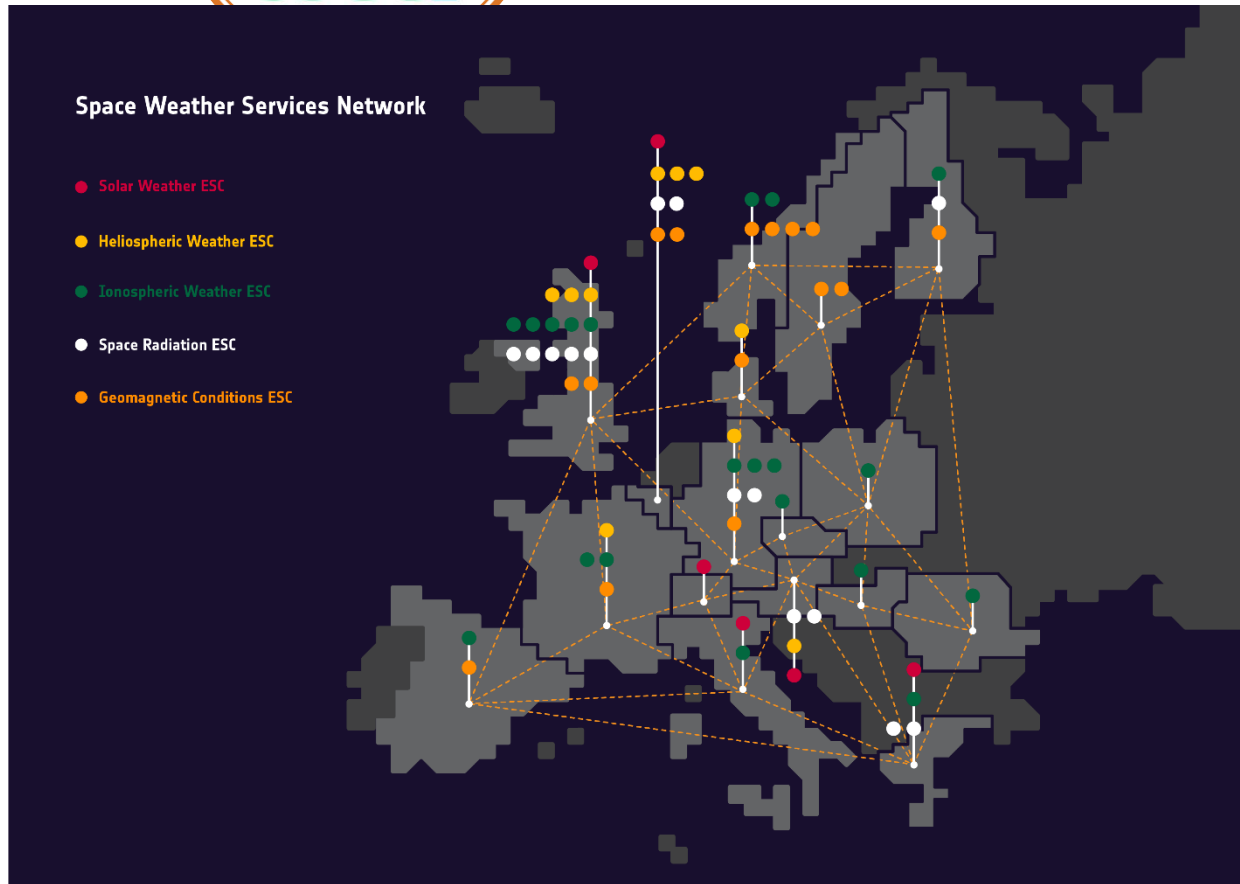 Space Weather Services Network
Solar Weather ESC
Heliospheric Weather ESC
Ionospheric Weather ESC
Space Radiation ESC
Geomagnetic Conditions ESC